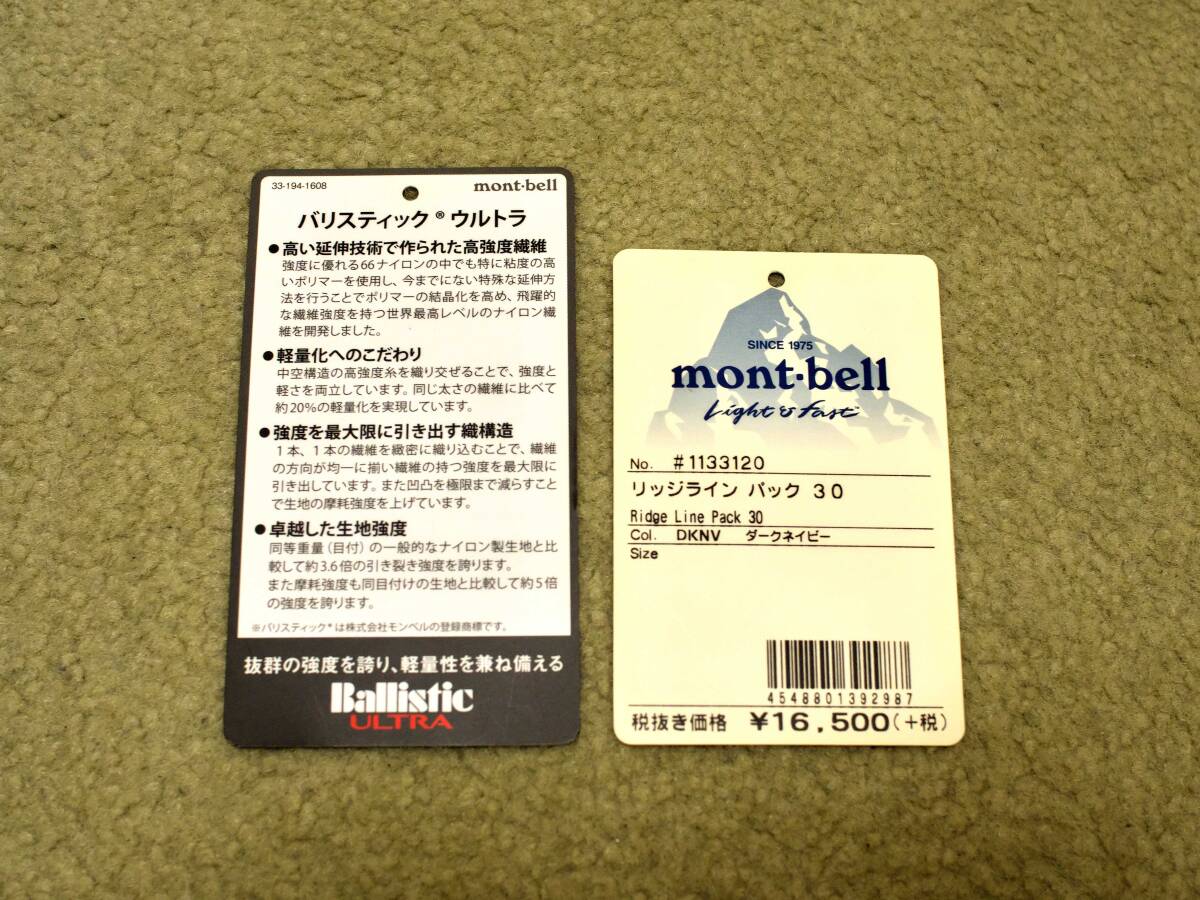 33-194-1608
mont-bell
バリスティック®ウルトラ
●高い延伸技術で作られた高強度繊維
強度に優れる66ナイロンの中でも特に粘度の高
いポリマーを使用し、今までにない特殊な延伸方
法を行うことでポリマーの結晶化を高め、飛躍的
な繊維強度を持つ世界最高レベルのナイロン繊
維を開発しました。
●軽量化へのこだわり
中空構造の高強度糸を織り交ぜることで、強度と
軽さを両立しています。同じ太さの繊維に比べて
約20%の軽量化を実現しています。
●強度を最大限に引き出す織構造
1本、1本の繊維を緻密に織り込むことで、繊維
の方向が均一に揃い繊維の持つ強度を最大限に
引き出しています。また凹凸を極限まで減らすこと
で生地の摩耗強度を上げています。
●卓越した生地強度
同等重量(目付)の一般的なナイロン製生地と比
較して約3.6倍の引き裂き強度を誇ります。
また摩耗強度も同目付けの生地と比較して約5倍
の強度を誇ります。
※バリスティック®は株式会社モンベルの登録商標です。
抜群の強度を誇り、軽量性を兼ね備える
Ballistic
ULTRA
SINCE 1975
mont-bell
Light & Fast™
No. #1133120
リッジライン パック 30
Ridge Line Pack 30
Col. DKNV ダークネイビー
Size
4548801392987
税抜き価格 ¥16,500(+税)